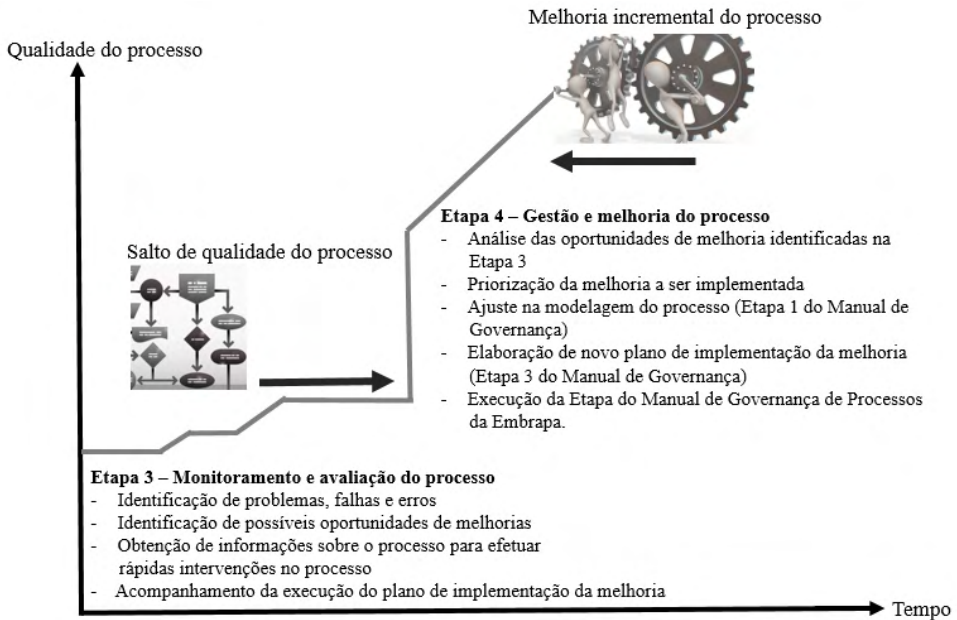 Melhoria incremental do processo
Qualidade do processo
Etapa 4 – Gestão e melhoria do processo
- Análise das oportunidades de melhoria identificadas na
Etapa 3
- Priorização da melhoria a ser implementada
- Ajuste na modelagem do processo (Etapa 1 do Manual de
Governança)
- Elaboração de novo plano de implementação da melhoria
(Etapa 3 do Manual de Governança)
- Execução da Etapa do Manual de Governança de Processos
da Embrapa.
Salto de qualidade do processo
Etapa 3 – Monitoramento e avaliação do processo
- Identificação de problemas, falhas e erros
- Identificação de possíveis oportunidades de melhorias
- Obtenção de informações sobre o processo para efetuar
rápidas intervenções no processo
- Acompanhamento da execução do plano de implementação da melhoria
Tempo